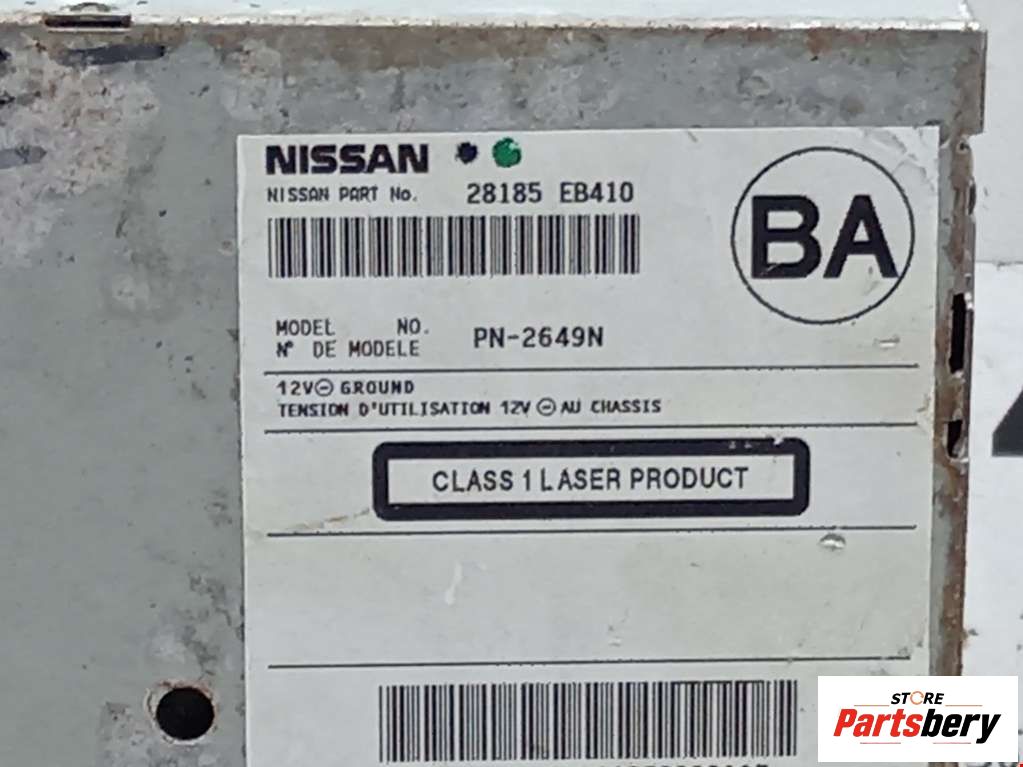 NISSAN
NISSAN PART No. 28185 EB410
BA
MODEL NO.
N° DE MODELE
PN-2649N
12V⊖ GROUND
TENSION D'UTILISATION 12V ⊖ AU CHASSIS
CLASS 1 LASER PRODUCT
STORE
Partsbery